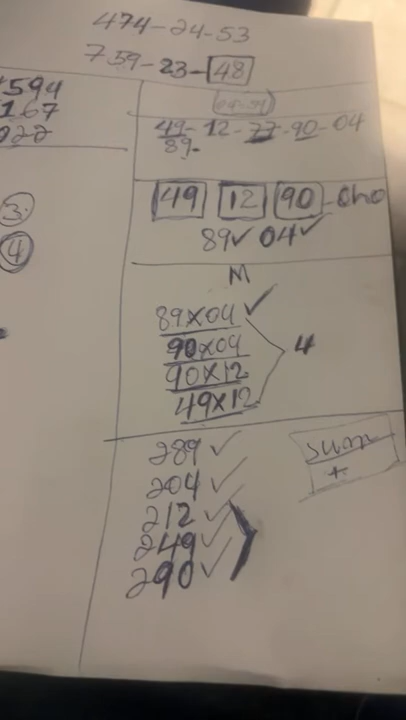 474-24-53
759-23-48
594
167
022
49-12-77-90-04
89-
3
4
49 12 90-cho
89✓ 04✓
M
89x04 ✓
90x04
90x12
49x12
4
289 ✓
204 ✓
212 ✓
249 ✓
290 ✓
sum
+